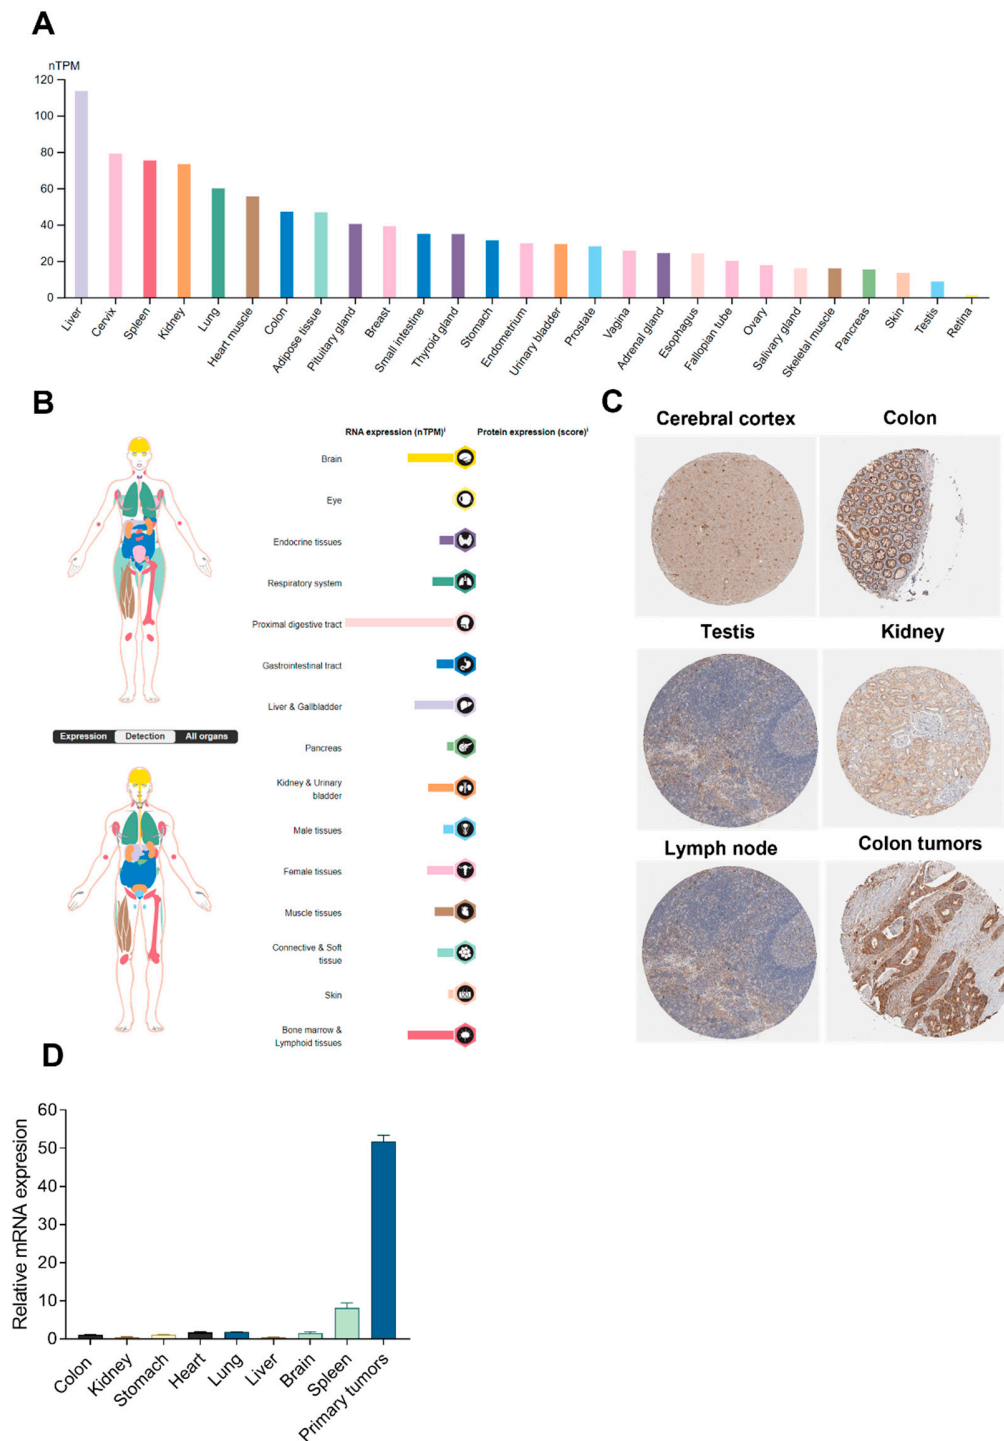 A
nTPM
120
100
80
60
40
20
0
Liver
Cervix
Spleen
Kidney
Lung
Heart muscle
Colon
Adipose tissue
Pituitary gland
Breast
Small intestine
Thyroid gland
Stomach
Endometrium
Urinary bladder
Prostate
Vagina
Adrenal gland
Esophagus
Fallopian tube
Ovary
Salivary gland
Skeletal muscle
Pancreas
Skin
Testis
Retina
B
RNA expression (nTPM)ⁱ Protein expression (score)ⁱ
Brain
Eye
Endocrine tissues
Respiratory system
Proximal digestive tract
Gastrointestinal tract
Liver & Gallbladder
Pancreas
Kidney & Urinary
bladder
Male tissues
Female tissues
Muscle tissues
Connective & Soft
tissue
Skin
Bone marrow &
Lymphoid tissues
Expression Detection All organs
C
Cerebral cortex Colon
Testis Kidney
Lymph node Colon tumors
D
Relative mRNA expresion
60
50
40
30
20
10
0
Colon
Kidney
Stomach
Heart
Lung
Liver
Brain
Spleen
Primary tumors